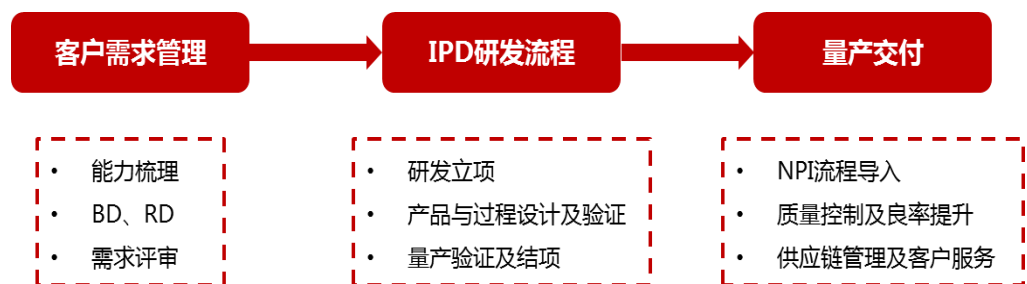 客户需求管理
IPD研发流程
量产交付
• 能力梳理
• BD、RD
• 需求评审
• 研发立项
• 产品与过程设计及验证
• 量产验证及结项
• NPI流程导入
• 质量控制及良率提升
• 供应链管理及客户服务